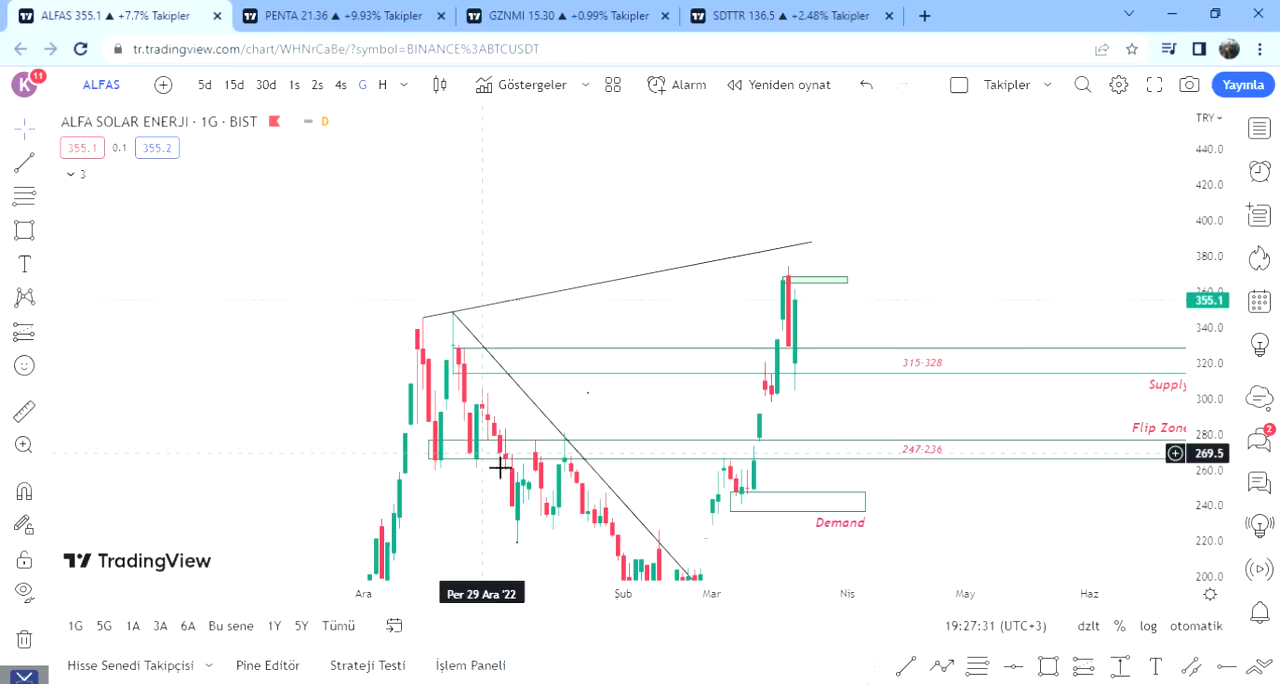 ALFAS 355.1 ▲ +7.7% Takipler
PENTA 21.36 ▲ +9.93% Takipler
GZNMI 15.30 ▲ +0.99% Takipler
SDTTR 136.5 ▲ +2.48% Takipler
tr.tradingview.com/chart/WHNrCaBe/?symbol=BINANCE%3ABTCUSDT
K 11
ALFAS
5d 15d 30d 1s 2s 4s G H
Göstergeler
Alarm
Yeniden oynat
Takipler
Yayınla
ALFA SOLAR ENERJI · 1G · BIST
D
355.1 0.1 355.2
3
TRY
440.0
420.0
400.0
380.0
360.0
355.1
340.0
315-328
320.0
Supply
300.0
Flip Zone
280.0
247-236
269.5
260.0
240.0
Demand
220.0
200.0
TradingView
Ara
Per 29 Ara '22
Şub
Mar
Nis
May
Haz
1G 5G 1A 3A 6A Bu sene 1Y 5Y Tümü
19:27:31 (UTC+3)
dzlt % log otomatik
Hisse Senedi Takipçisi
Pine Editör
Strateji Testi
İşlem Paneli
2